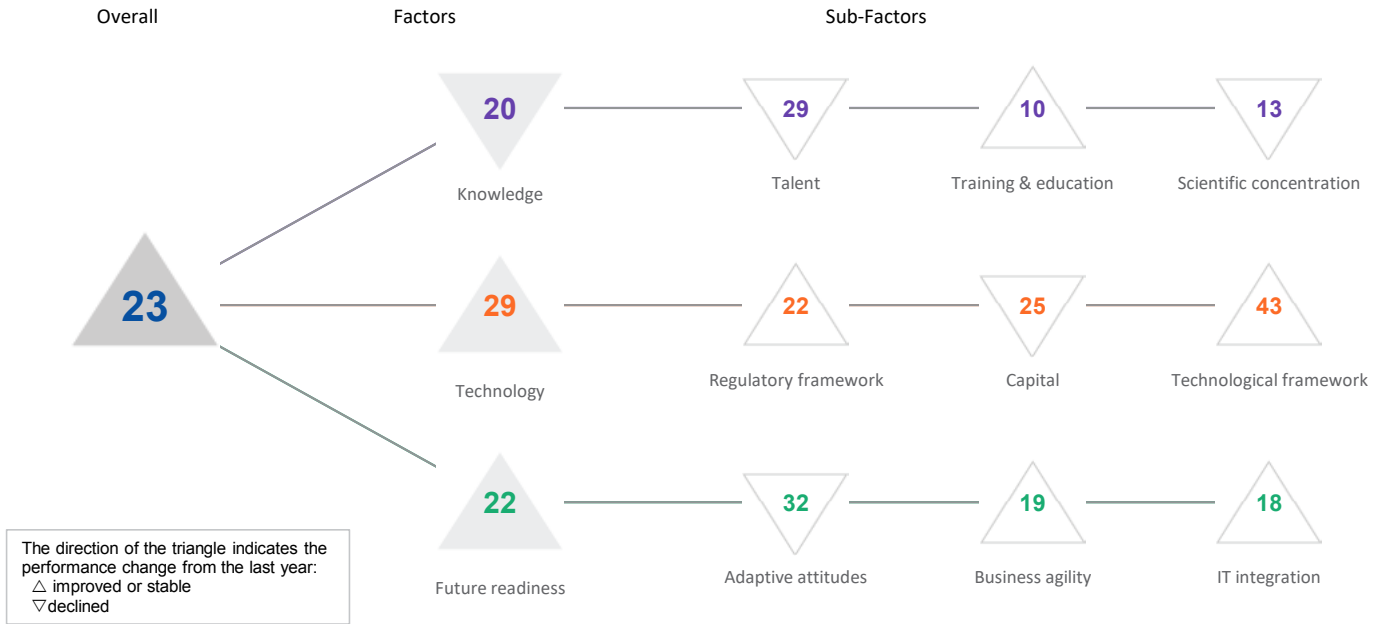 Overall Factors Sub-Factors
20 29 10 13
Knowledge Talent Training & education Scientific concentration
23
29 22 25 43
Technology Regulatory framework Capital Technological framework
22 32 19 18
Future readiness Adaptive attitudes Business agility IT integration
The direction of the triangle indicates the
performance change from the last year:
△ improved or stable
▽declined